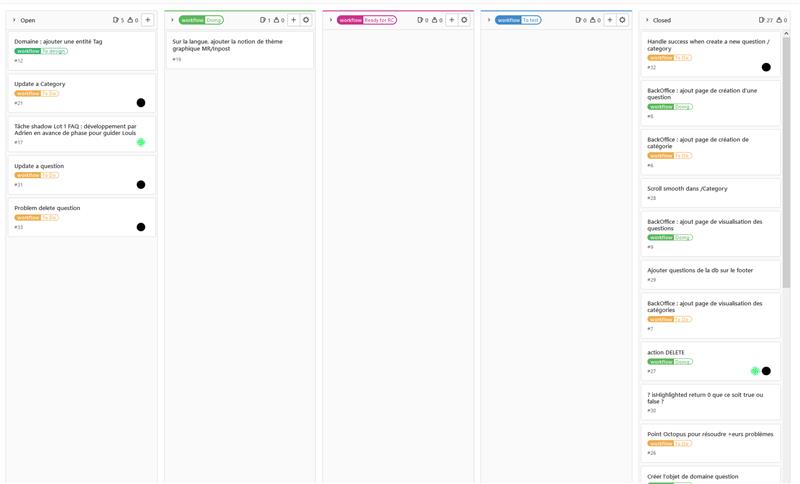 Open 5 0
Domaine : ajouter une entité Tag
workflow To design
#12
Update a Category
workflow To Do
#21
Tâche shadow Lot 1 FAQ : développement par
Adrien en avance de phase pour guider Louis
#17
Update a question
workflow To Do
#31
Problem delete question
workflow To Do
#33
workflow Doing 1 0
Sur la langue, ajouter la notion de thème
graphique MR/Inpost
#19
workflow Ready for RC 0 0
workflow To test 0 0
Closed 27 0
Handle success when create a new question /
category
workflow To Do
#32
BackOffice : ajout page de création d'une
question
workflow Doing
BackOffice : ajout page de création de
catégorie
workflow To Do
#6
Scroll smooth dans /Category
#28
BackOffice : ajout page de visualisation des
questions
workflow Doing
#9
Ajouter questions de la db sur le footer
#29
BackOffice : ajout page de visualisation des
catégories
workflow To Do
#7
action DELETE
workflow Doing
#27
? isHighlighted return 0 que ce soit true ou
false ?
#30
Point Octopus pour résoudre +eurs problèmes
workflow To Do
#26
Créer l'objet de domaine question
workflow Doing